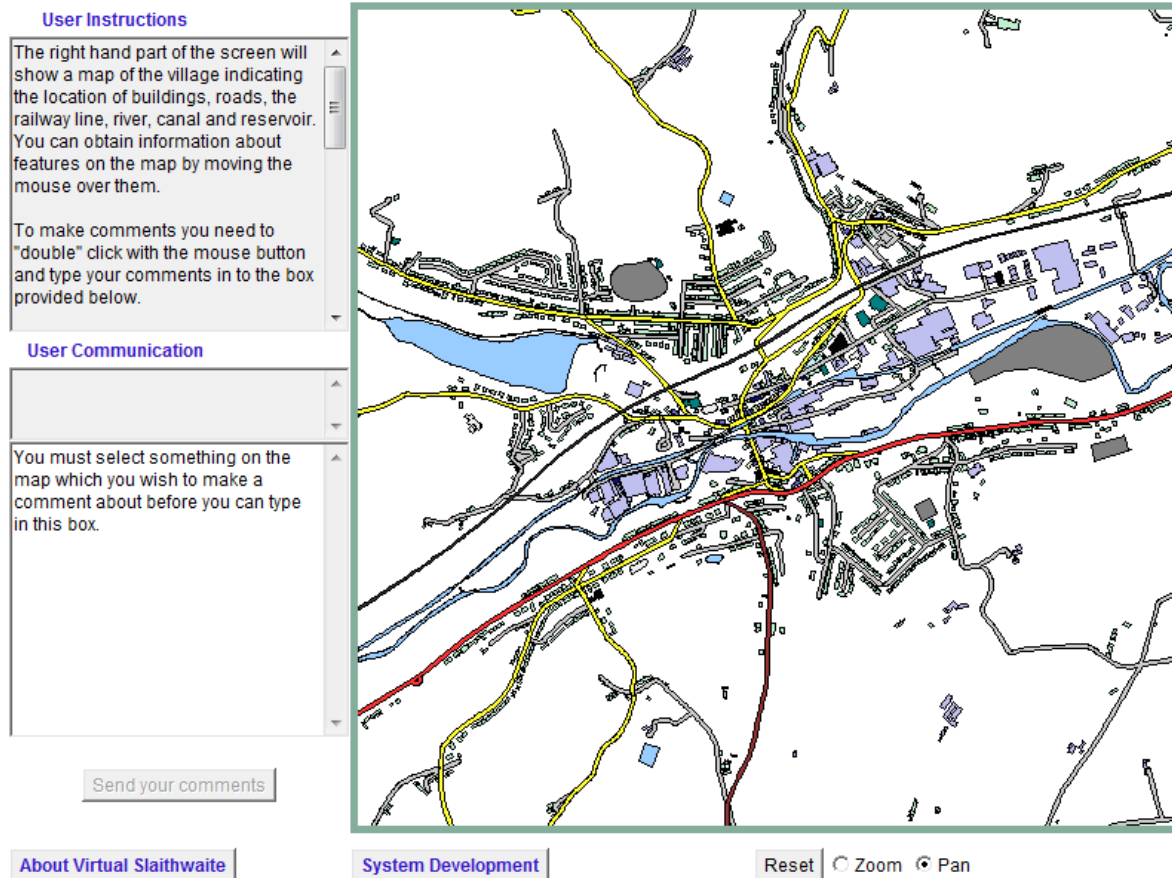 User Instructions
The right hand part of the screen will
show a map of the village indicating
the location of buildings, roads, the
railway line, river, canal and reservoir.
You can obtain information about
features on the map by moving the
mouse over them.
To make comments you need to
"double" click with the mouse button
and type your comments in to the box
provided below.
User Communication
You must select something on the
map which you wish to make a
comment about before you can type
in this box.
Send your comments
About Virtual Slaithwaite
System Development
Reset Zoom Pan